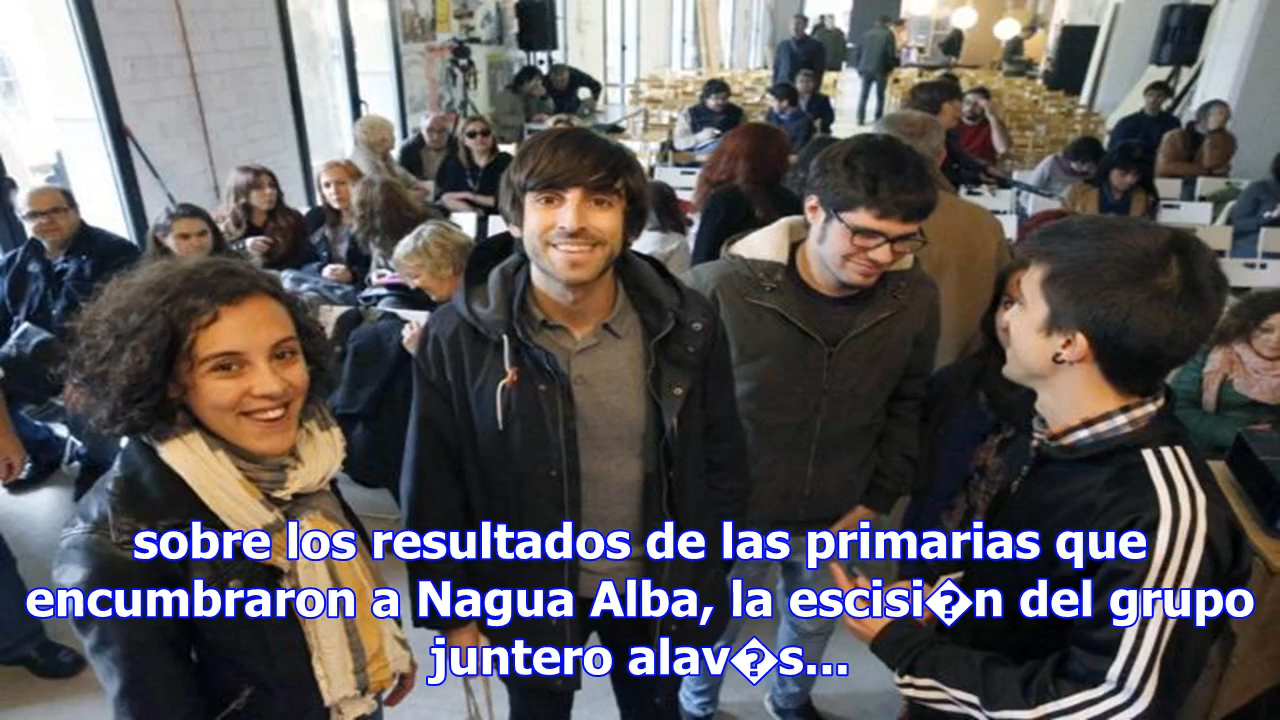 sobre los resultados de las primarias que
encumbraron a Nagua Alba, la escisi�n del grupo
juntero alav�s...